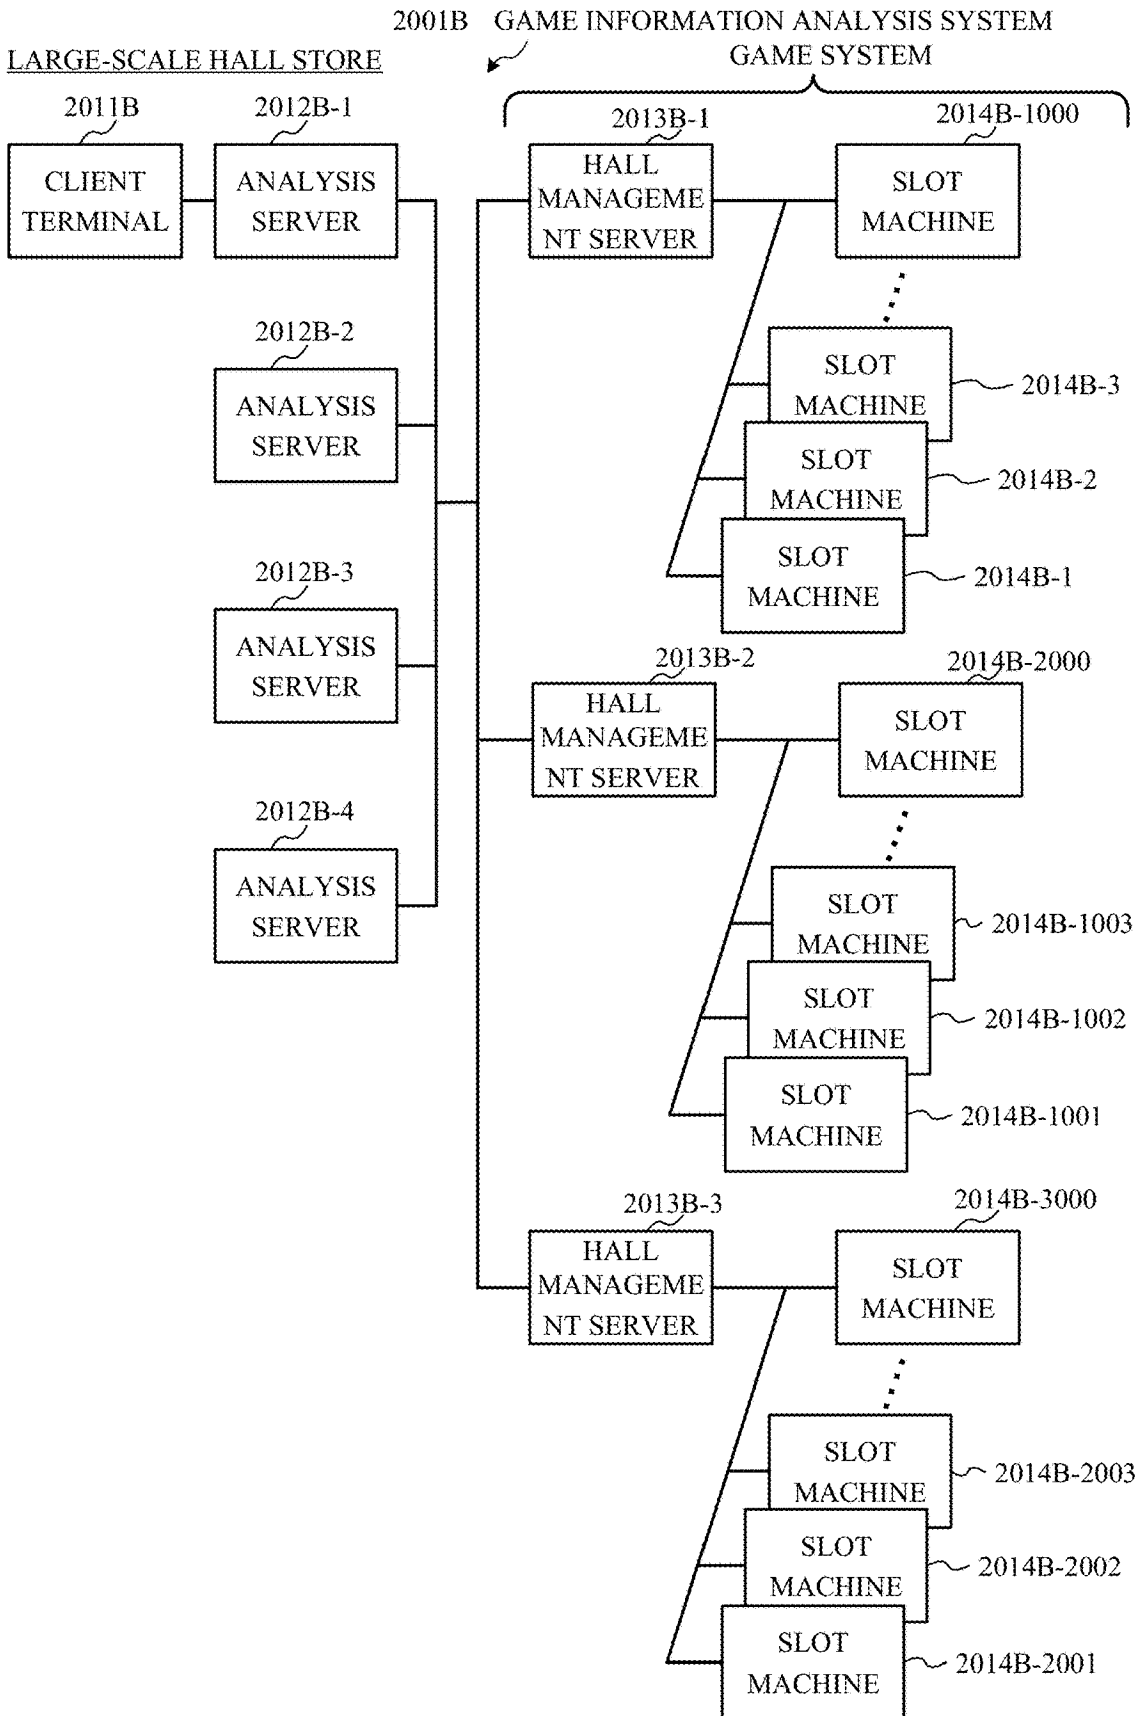 2001B GAME INFORMATION ANALYSIS SYSTEM
LARGE-SCALE HALL STORE
GAME SYSTEM
2011B
2012B-1
2013B-1
2014B-1000
CLIENT
TERMINAL
ANALYSIS
SERVER
HALL
MANAGEME
NT SERVER
SLOT
MACHINE
2012B-2
ANALYSIS
SERVER
SLOT
MACHINE
2014B-3
SLOT
MACHINE
2014B-2
SLOT
MACHINE
2014B-1
2012B-3
ANALYSIS
SERVER
2013B-2
2014B-2000
HALL
MANAGEME
NT SERVER
SLOT
MACHINE
2012B-4
ANALYSIS
SERVER
SLOT
MACHINE
2014B-1003
SLOT
MACHINE
2014B-1002
SLOT
MACHINE
2014B-1001
2013B-3
2014B-3000
HALL
MANAGEME
NT SERVER
SLOT
MACHINE
SLOT
MACHINE
2014B-2003
SLOT
MACHINE
2014B-2002
SLOT
MACHINE
2014B-2001